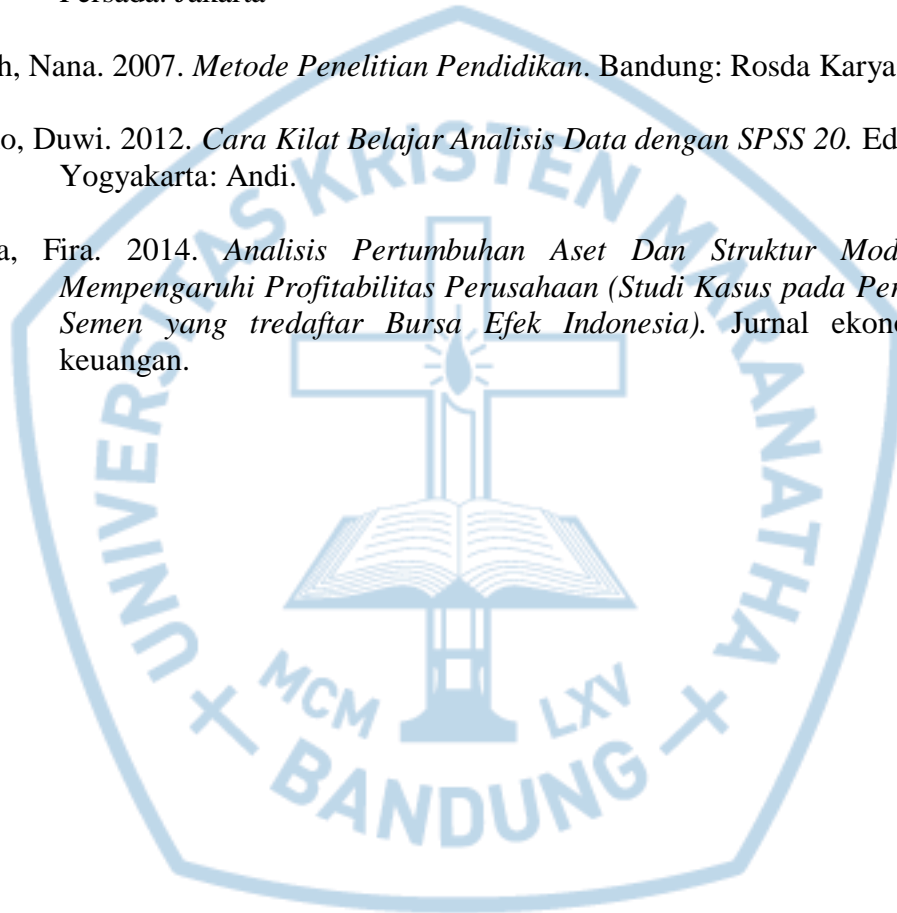 Persada. Jakarta
h, Nana. 2007. Metode Penelitian Pendidikan. Bandung: Rosda Karya
o, Duwi. 2012. Cara Kilat Belajar Analisis Data dengan SPSS 20. Ed
Yogyakarta: Andi.
a, Fira. 2014. Analisis Pertumbuhan Aset Dan Struktur Mod
Mempengaruhi Profitabilitas Perusahaan (Studi Kasus pada Per
Semen yang tredaftar Bursa Efek Indonesia). Jurnal ekono
keuangan.
UNIVERSITAS KRISTEN MARANATHA
MCM LXV
BANDUNG